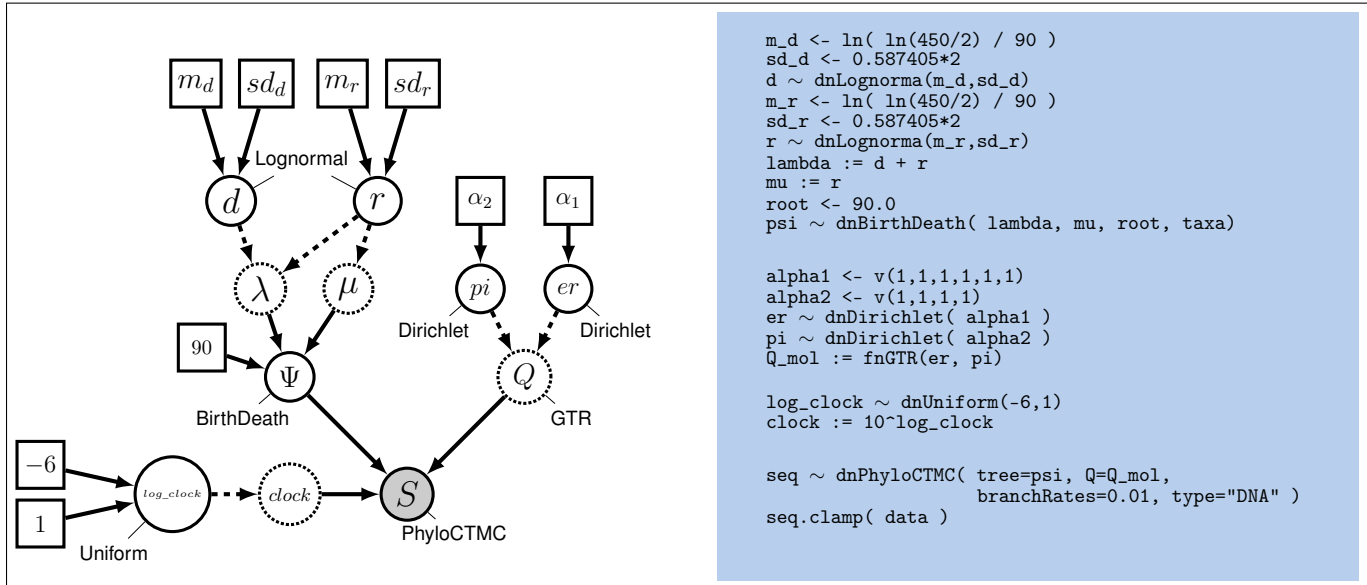 m_d sd_d m_r sd_r
Lognormal
d r α_2 α_1
λ μ pi er
Dirichlet Dirichlet
90 Ψ Q
BirthDeath GTR
−6
log_clock clock S
1
Uniform PhyloCTMC
m_d <- ln( ln(450/2) / 90 )
sd_d <- 0.587405*2
d ∼ dnLognorma(m_d,sd_d)
m_r <- ln( ln(450/2) / 90 )
sd_r <- 0.587405*2
r ∼ dnLognorma(m_r,sd_r)
lambda := d + r
mu := r
root <- 90.0
psi ∼ dnBirthDeath( lambda, mu, root, taxa)
alpha1 <- v(1,1,1,1,1,1)
alpha2 <- v(1,1,1,1)
er ∼ dnDirichlet( alpha1 )
pi ∼ dnDirichlet( alpha2 )
Q_mol := fnGTR(er, pi)
log_clock ∼ dnUniform(-6,1)
clock := 10^log_clock
seq ∼ dnPhyloCTMC( tree=psi, Q=Q_mol,
branchRates=0.01, type="DNA" )
seq.clamp( data )